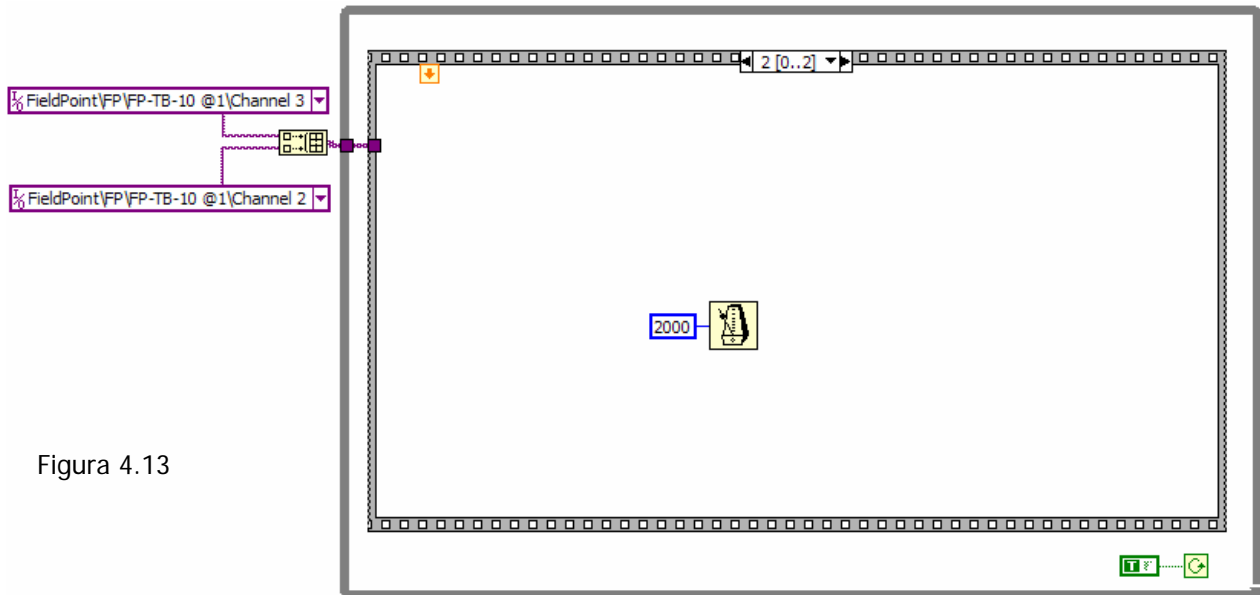 2 [0..2]
FieldPoint\FP\FP-TB-10 @1\Channel 3
FieldPoint\FP\FP-TB-10 @1\Channel 2
2000
Figura 4.13
T